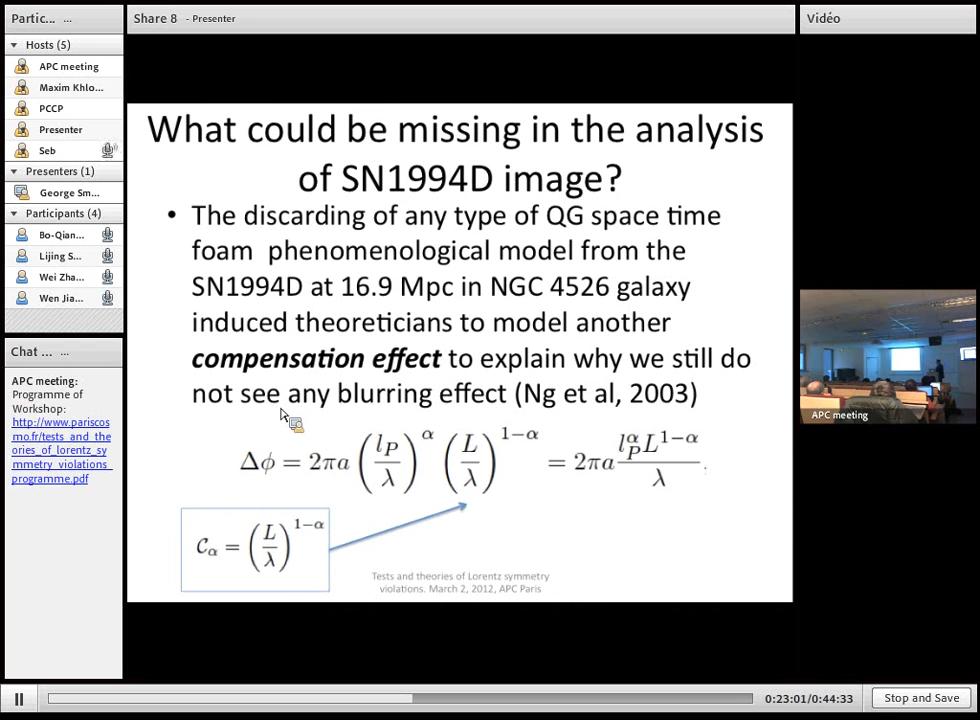 Partic... ...
Hosts (5)
APC meeting
Maxim Khlo...
PCCP
Presenter
Seb
Presenters (1)
George Sm...
Participants (4)
Bo-Qian...
Lijing S...
Wei Zha...
Wen Jia...
Chat ... ...
APC meeting:
Programme of
Workshop:
http://www.pariscos
mo.fr/tests_and_the
ories_of_lorentz_sy
mmetry_violations_
programme.pdf
Share 8 - Presenter
What could be missing in the analysis
of SN1994D image?
• The discarding of any type of QG space time
foam phenomenological model from the
SN1994D at 16.9 Mpc in NGC 4526 galaxy
induced theoreticians to model another
compensation effect to explain why we still do
not see any blurring effect (Ng et al, 2003)
Δϕ = 2πa (l_P/λ)^α (L/λ)^{1−α} = 2πa l_P^α L^{1−α}/λ.
C_α = (L/λ)^{1−α}
Tests and theories of Lorentz symmetry
violations. March 2, 2012, APC Paris
Vidéo
APC meeting
0:23:01/0:44:33
Stop and Save